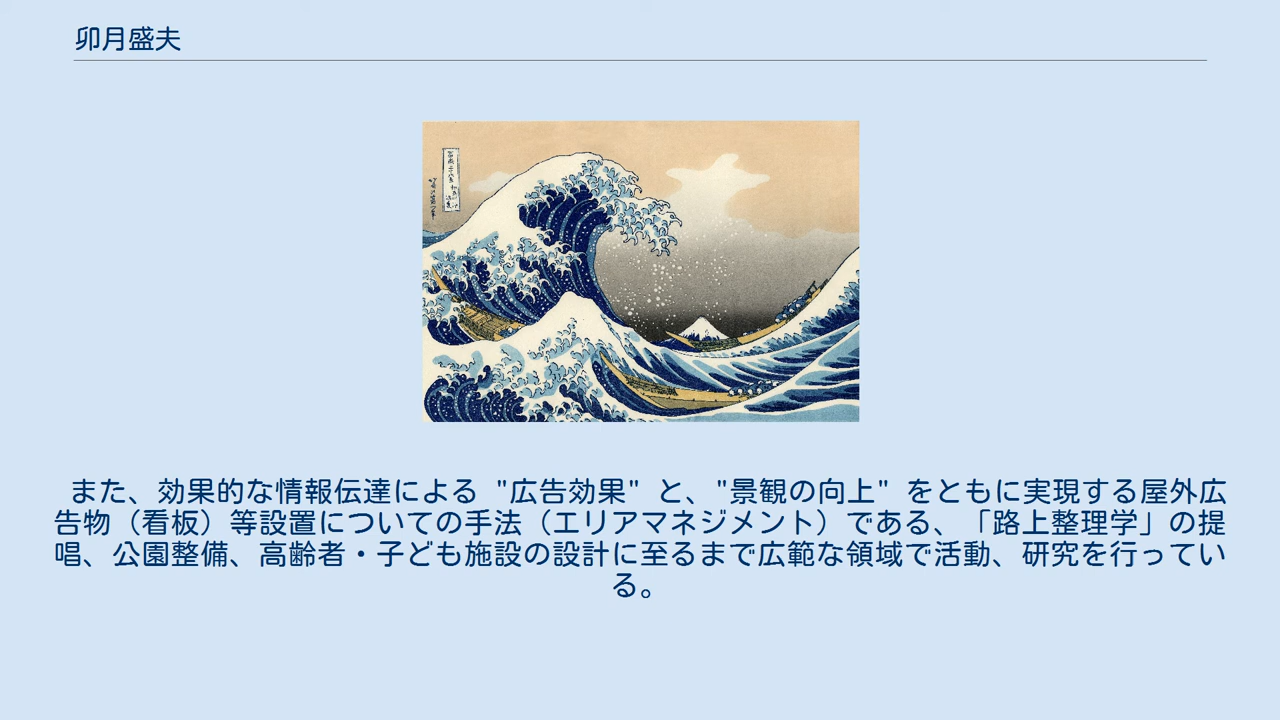 卯月盛夫
また、効果的な情報伝達による "広告効果" と、"景観の向上" をともに実現する屋外広
告物（看板）等設置についての手法（エリアマネジメント）である、「路上整理学」の提
唱、公園整備、高齢者・子ども施設の設計に至るまで広範な領域で活動、研究を行ってい
る。